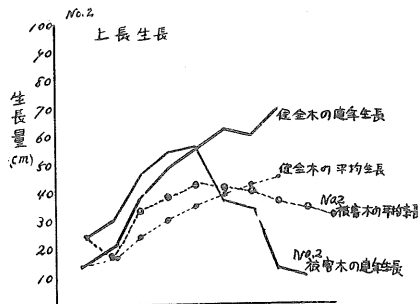 No.2
上長生長
生長量(cm)
100
90
80
70
60
50
40
30
20
10
健全木の連年生長
健全木の平均生長
No.2
被害木の平均生長
No.2
被害木の連年生長